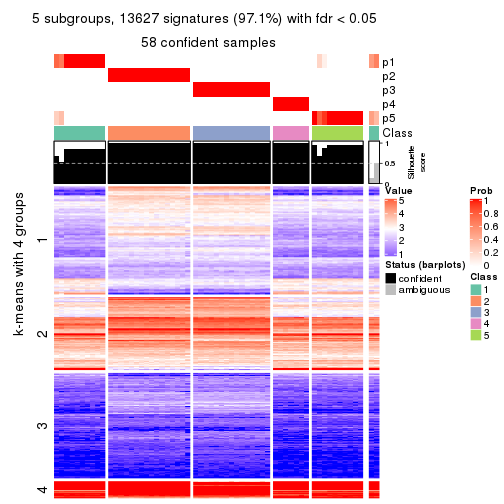 5 subgroups, 13627 signatures (97.1%) with fdr < 0.05
58 confident samples
p1
p2
p3
p4
p5
Class
1
0.5
0
Silhouette
score
k-means with 4 groups
1
2
3
4
Value
5
4
3
2
1
Status (barplots)
confident
ambiguous
Prob
1
0.8
0.6
0.4
0.2
0
Class
1
2
3
4
5